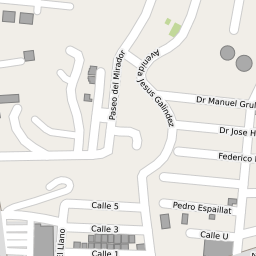 Paseo del Mirador
Avenida Jesus Galindez
Dr Manuel Grul
Dr Jose H
Federico
Calle 5
Pedro Espaillat
Calle 3
Calle U
El Llano
Calle 1